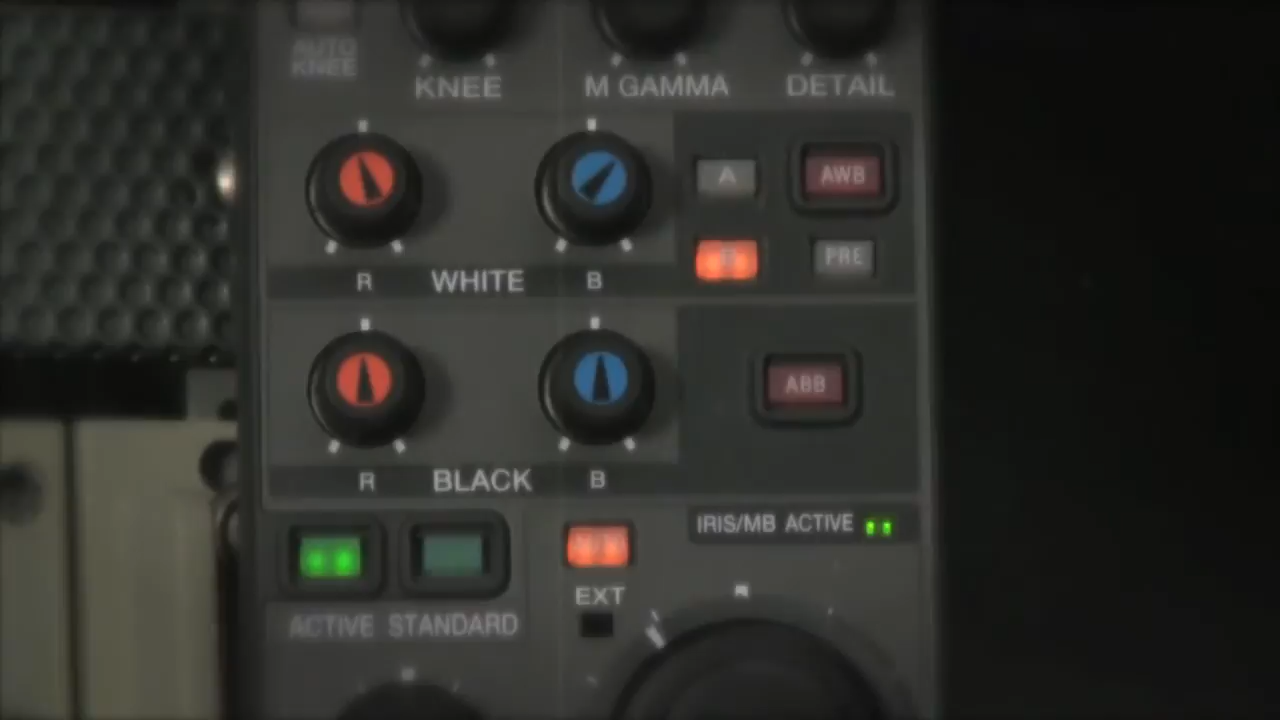 AUTO
KNEE
KNEE
M GAMMA
DETAIL
A
AWB
PRE
R WHITE B
ABB
R BLACK B
IRIS/MB ACTIVE
EXT
ACTIVE STANDARD